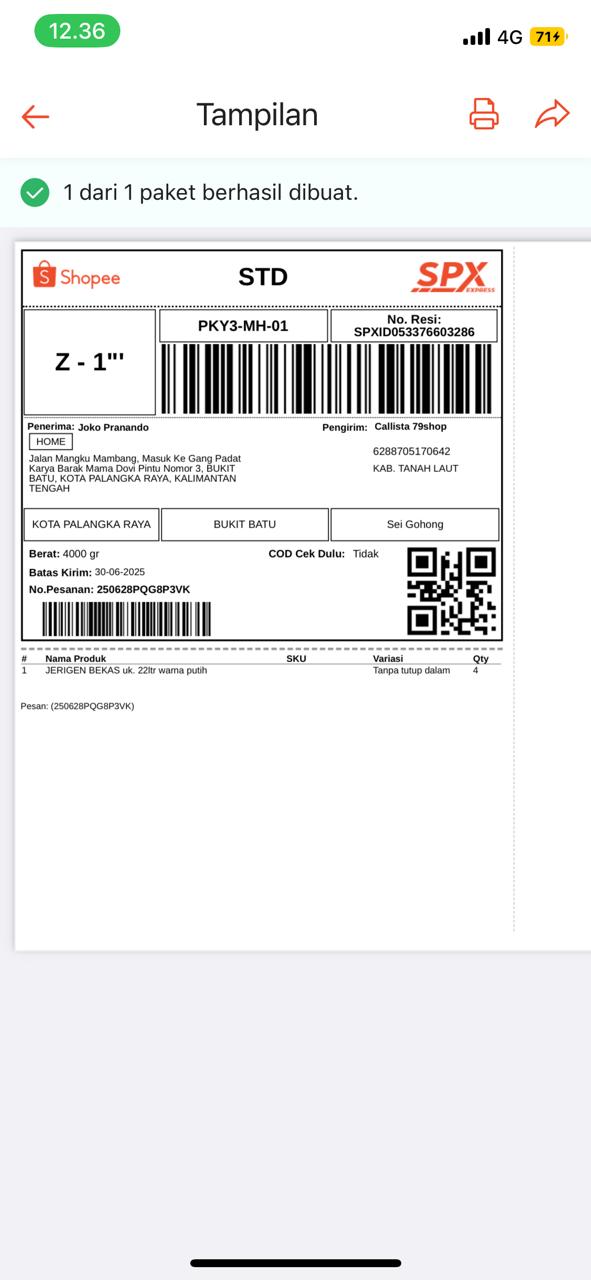 12.36
4G
71
Tampilan
1 dari 1 paket berhasil dibuat.
Shopee
STD
SPX
EXPRESS
Z - 1"'
PKY3-MH-01
No. Resi:
SPXID053376603286
Penerima: Joko Pranando
HOME
Jalan Mangku Mambang, Masuk Ke Gang Padat
Karya Barak Mama Dovi Pintu Nomor 3, BUKIT
BATU, KOTA PALANGKA RAYA, KALIMANTAN
TENGAH
Pengirim: Callista 79shop
6288705170642
KAB. TANAH LAUT
KOTA PALANGKA RAYA
BUKIT BATU
Sei Gohong
Berat: 4000 gr
COD Cek Dulu: Tidak
Batas Kirim: 30-06-2025
No.Pesanan: 250628PQG8P3VK
# Nama Produk SKU Variasi Qty
1 JERIGEN BEKAS uk. 22ltr warna putih Tanpa tutup dalam 4
Pesan: (250628PQG8P3VK)